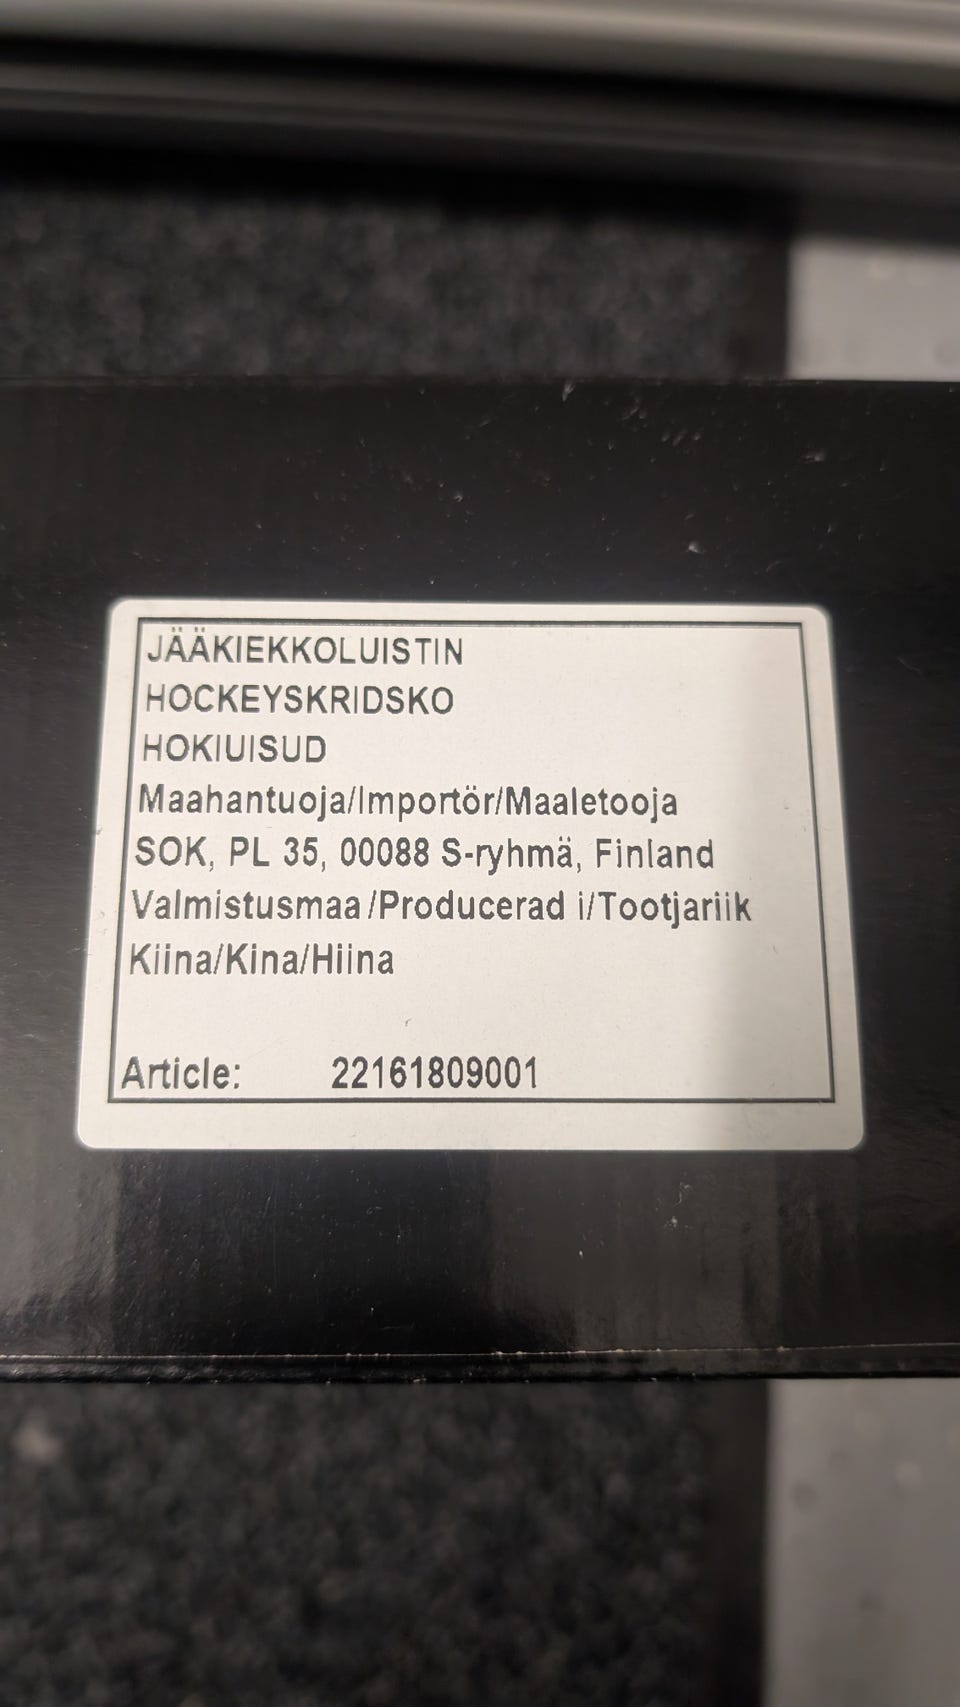 JÄÄKIEKKOLUISTIN
HOCKEYSKRIDSKO
HOKIUISUD
Maahantuoja/Importör/Maaletooja
SOK, PL 35, 00088 S-ryhmä, Finland
Valmistusmaa/Producerad i/Tootjariik
Kiina/Kina/Hiina
Article: 22161809001